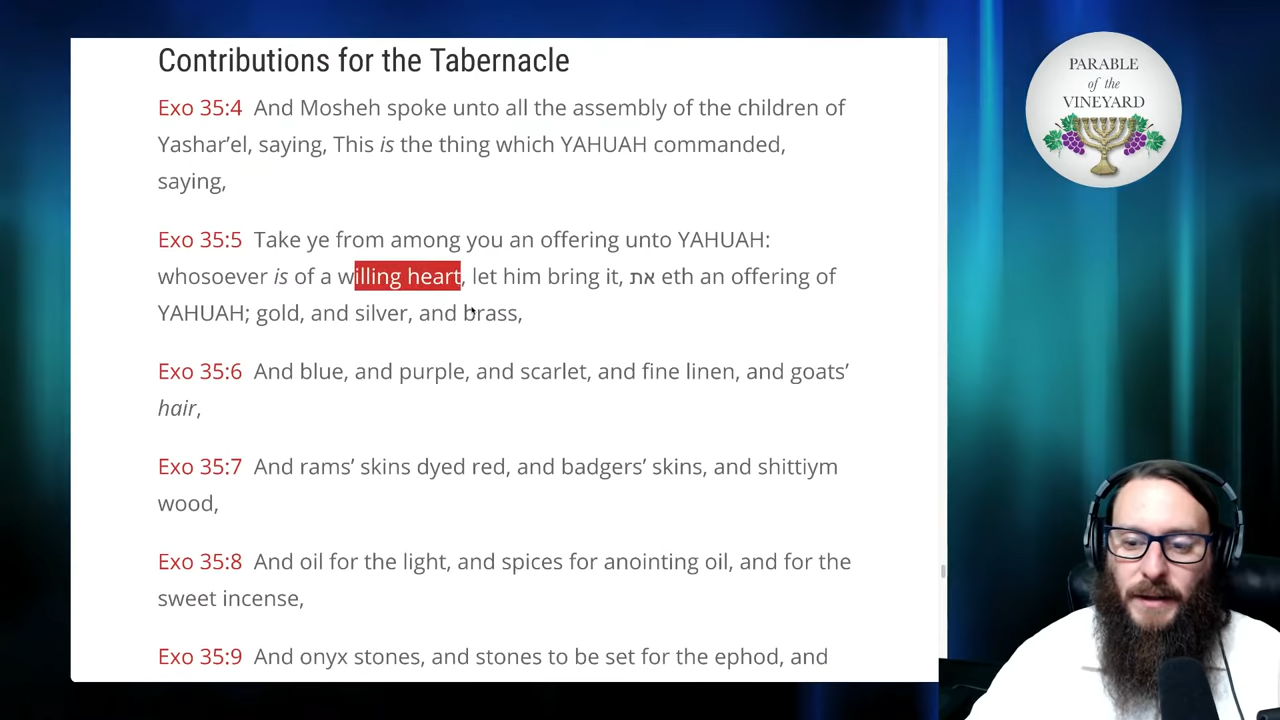 Contributions for the Tabernacle
Exo 35:4 And Mosheh spoke unto all the assembly of the children of
Yashar’el, saying, This is the thing which YAHUAH commanded,
saying,
Exo 35:5 Take ye from among you an offering unto YAHUAH:
whosoever is of a willing heart, let him bring it, את eth an offering of
YAHUAH; gold, and silver, and brass,
Exo 35:6 And blue, and purple, and scarlet, and fine linen, and goats’
hair,
Exo 35:7 And rams’ skins dyed red, and badgers’ skins, and shittiym
wood,
Exo 35:8 And oil for the light, and spices for anointing oil, and for the
sweet incense,
Exo 35:9 And onyx stones, and stones to be set for the ephod, and
PARABLE
of the
VINEYARD